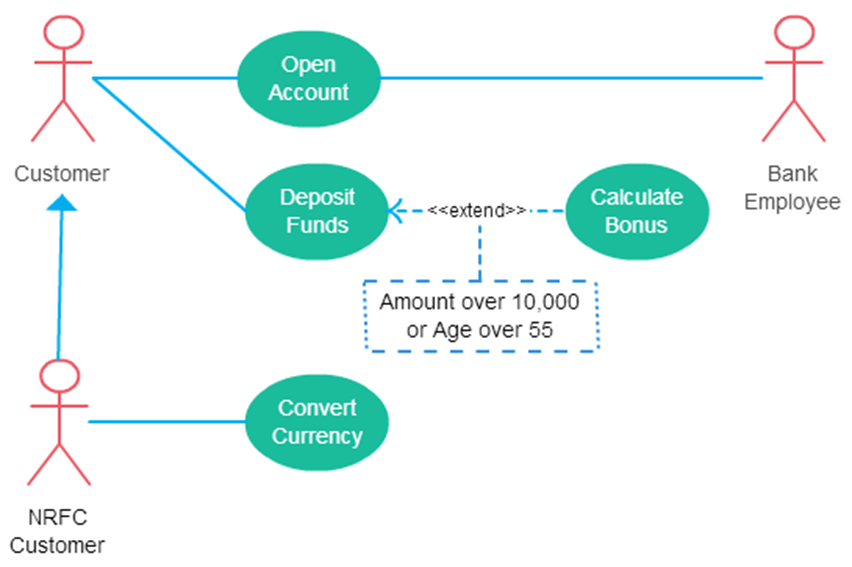 Open
Account
Customer
Bank
Employee
Deposit
Funds
<<extend>>
Calculate
Bonus
Amount over 10,000
or Age over 55
Convert
Currency
NRFC
Customer